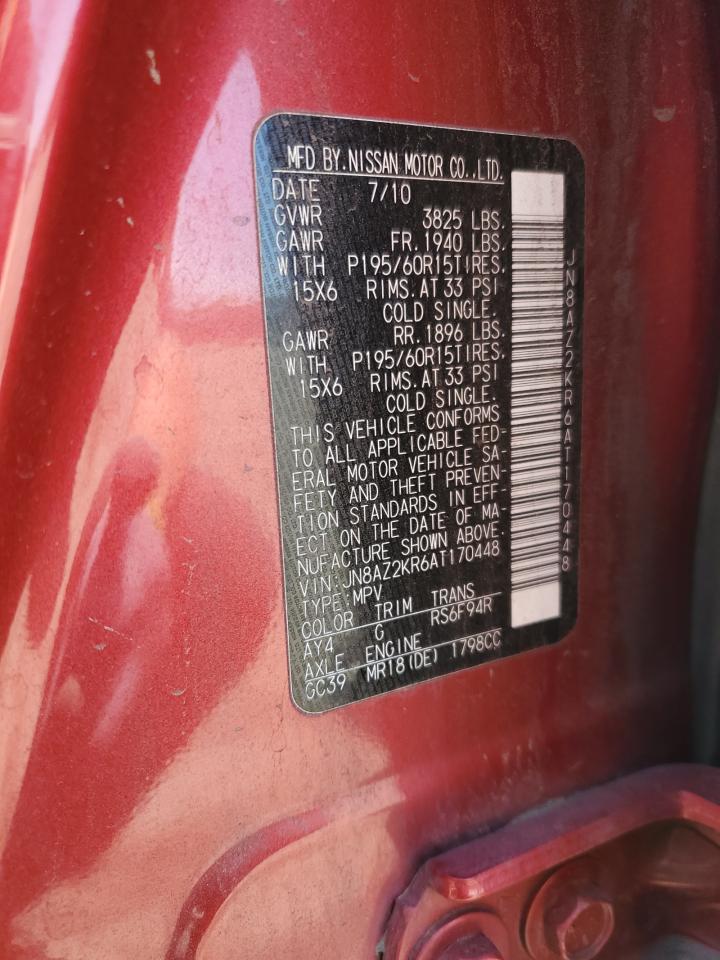 MFD BY.NISSAN MOTOR CO.,LTD.
DATE 7/10
GVWR 3825 LBS.
GAWR FR.1940 LBS.
WITH P195/60R15TIRES.
15X6 RIMS.AT 33 PSI
COLD SINGLE.
GAWR RR.1896 LBS.
WITH P195/60R15TIRES.
15X6 RIMS.AT 33 PSI
COLD SINGLE.
THIS VEHICLE CONFORMS
TO ALL APPLICABLE FED-
ERAL MOTOR VEHICLE SA-
FETY AND THEFT PREVEN-
TION STANDARDS IN EFF-
ECT ON THE DATE OF MA-
NUFACTURE SHOWN ABOVE.
VIN:JN8AZ2KR6AT170448
TYPE:MPV
COLOR TRIM TRANS
AY4 G RS6F94R
AXLE ENGINE
GC39 MR18(DE) 1798CC
JN8AZ2KR6AT170448